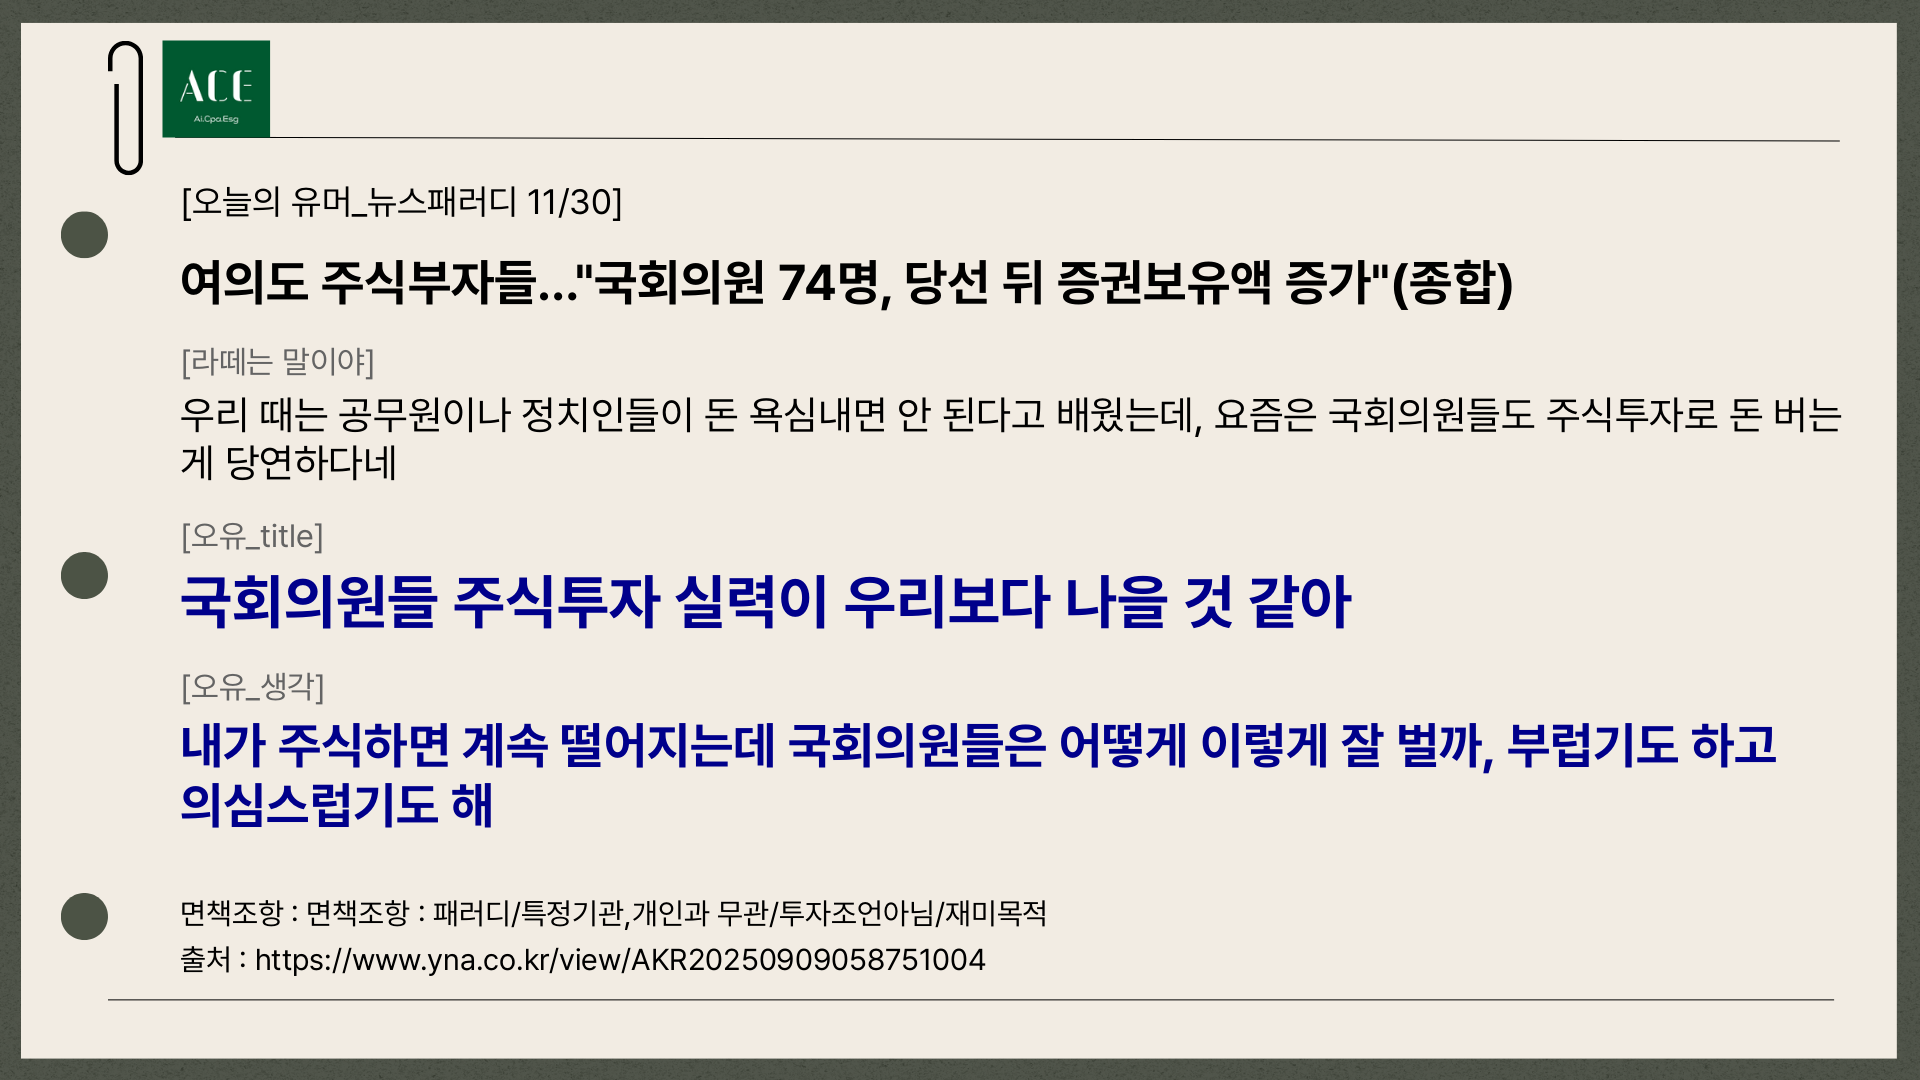 ACE
Ai.Cpa.Esg
[오늘의 유머_뉴스패러디 11/30]
여의도 주식부자들..."국회의원 74명, 당선 뒤 증권보유액 증가"(종합)
[라떼는 말이야]
우리 때는 공무원이나 정치인들이 돈 욕심내면 안 된다고 배웠는데, 요즘은 국회의원들도 주식투자로 돈 버는
게 당연하다네
[오유_title]
국회의원들 주식투자 실력이 우리보다 나을 것 같아
[오유_생각]
내가 주식하면 계속 떨어지는데 국회의원들은 어떻게 이렇게 잘 벌까, 부럽기도 하고
의심스럽기도 해
면책조항 : 면책조항 : 패러디/특정기관,개인과 무관/투자조언아님/재미목적
출처 : https://www.yna.co.kr/view/AKR20250909058751004